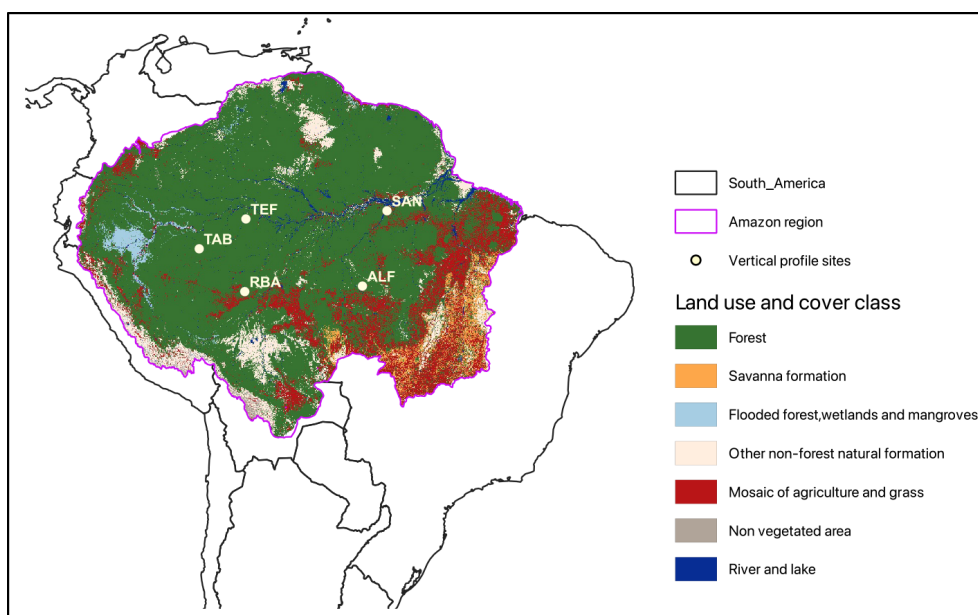 TEF
SAN
TAB
RBA
ALF
South_America
Amazon region
Vertical profile sites
Land use and cover class
Forest
Savanna formation
Flooded forest,wetlands and mangroves
Other non-forest natural formation
Mosaic of agriculture and grass
Non vegetated area
River and lake